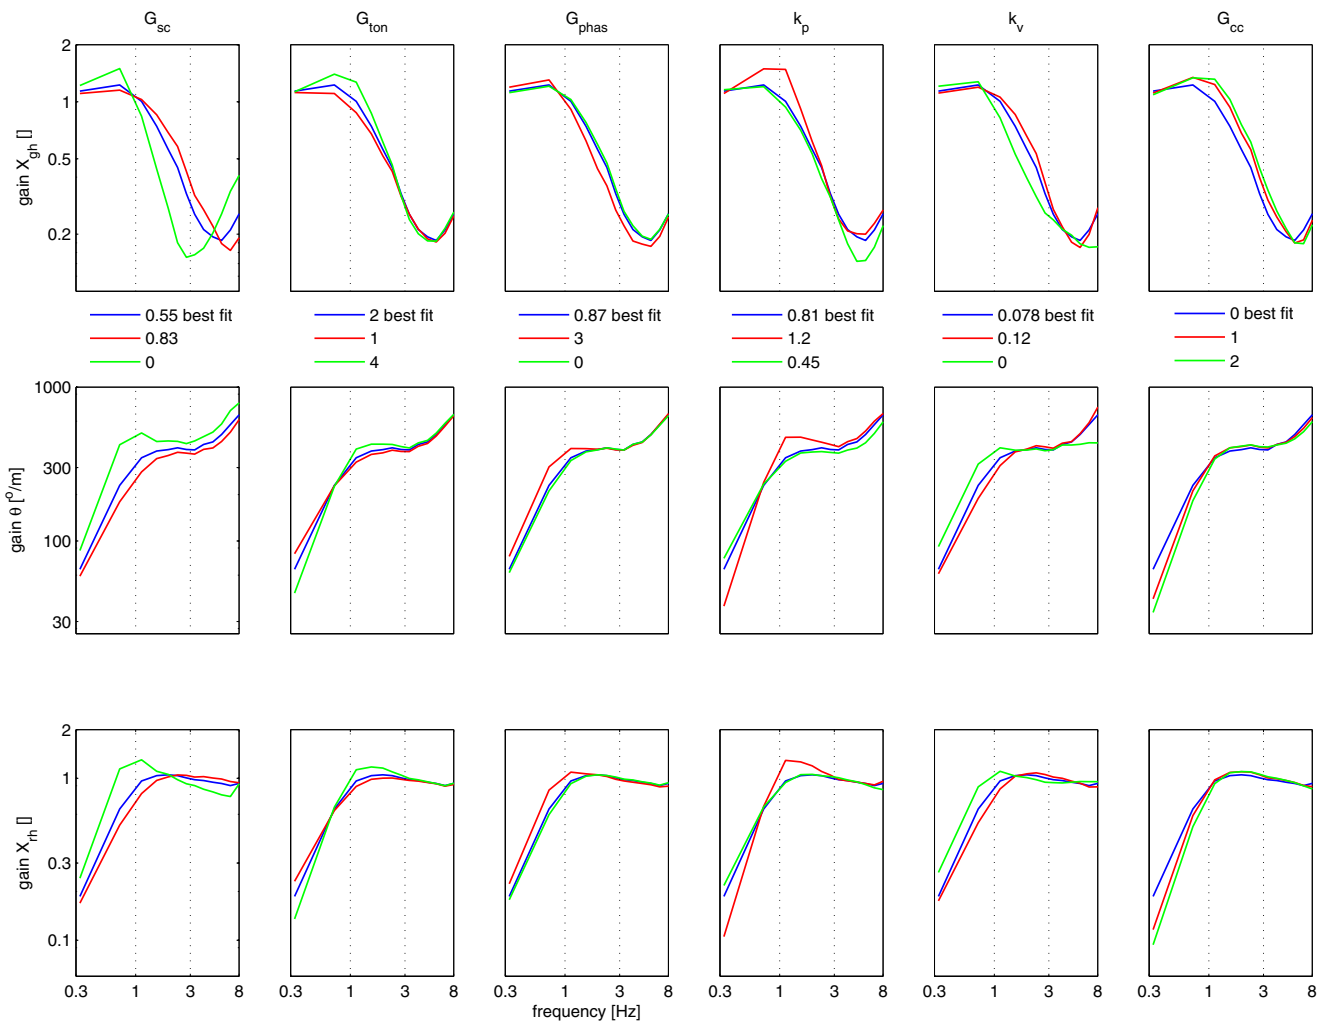 G_sc G_ton G_phas k_p k_v G_cc
2
1
0.5
0.2
gain X_gh []
0.55 best fit
0.83
0
2 best fit
1
4
0.87 best fit
3
0
0.81 best fit
1.2
0.45
0.078 best fit
0.12
0
0 best fit
1
2
1000
300
100
30
gain θ [°/m]
2
1
0.3
0.1
gain X_rh []
0.3 1 3 8 0.3 1 3 8 0.3 1 3 8 0.3 1 3 8 0.3 1 3 8 0.3 1 3 8
frequency [Hz]